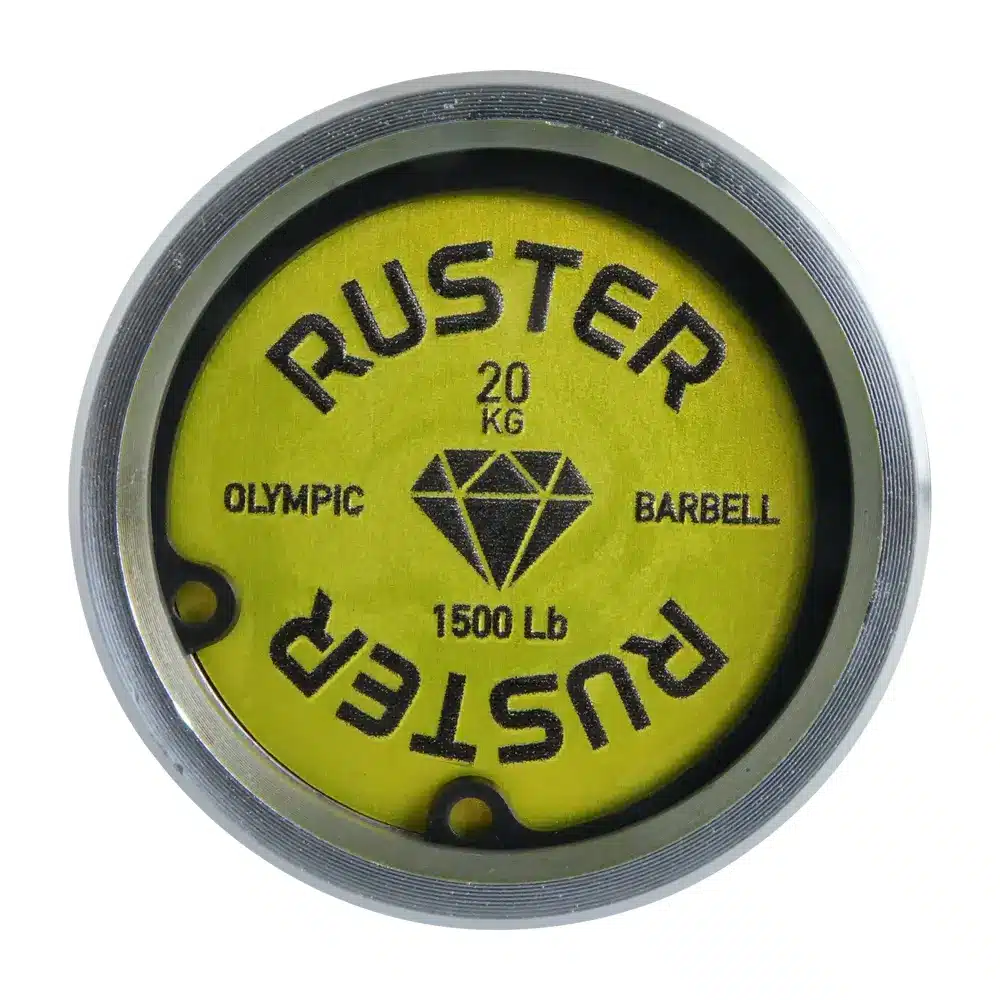 RUSTER
20
KG
OLYMPIC BARBELL
1500 Lb
RUSTER